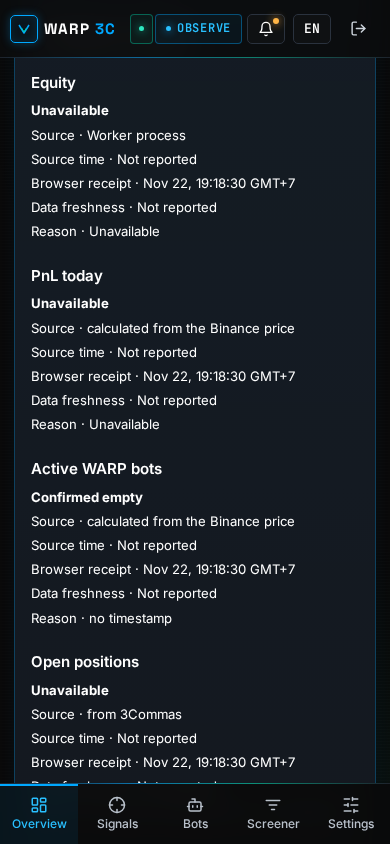 WARP 3C
OBSERVE
EN
Equity
Unavailable
Source · Worker process
Source time · Not reported
Browser receipt · Nov 22, 19:18:30 GMT+7
Data freshness · Not reported
Reason · Unavailable
PnL today
Unavailable
Source · calculated from the Binance price
Source time · Not reported
Browser receipt · Nov 22, 19:18:30 GMT+7
Data freshness · Not reported
Reason · Unavailable
Active WARP bots
Confirmed empty
Source · calculated from the Binance price
Source time · Not reported
Browser receipt · Nov 22, 19:18:30 GMT+7
Data freshness · Not reported
Reason · no timestamp
Open positions
Unavailable
Source · from 3Commas
Source time · Not reported
Browser receipt · Nov 22, 19:18:30 GMT+7
Overview
Signals
Bots
Screener
Settings